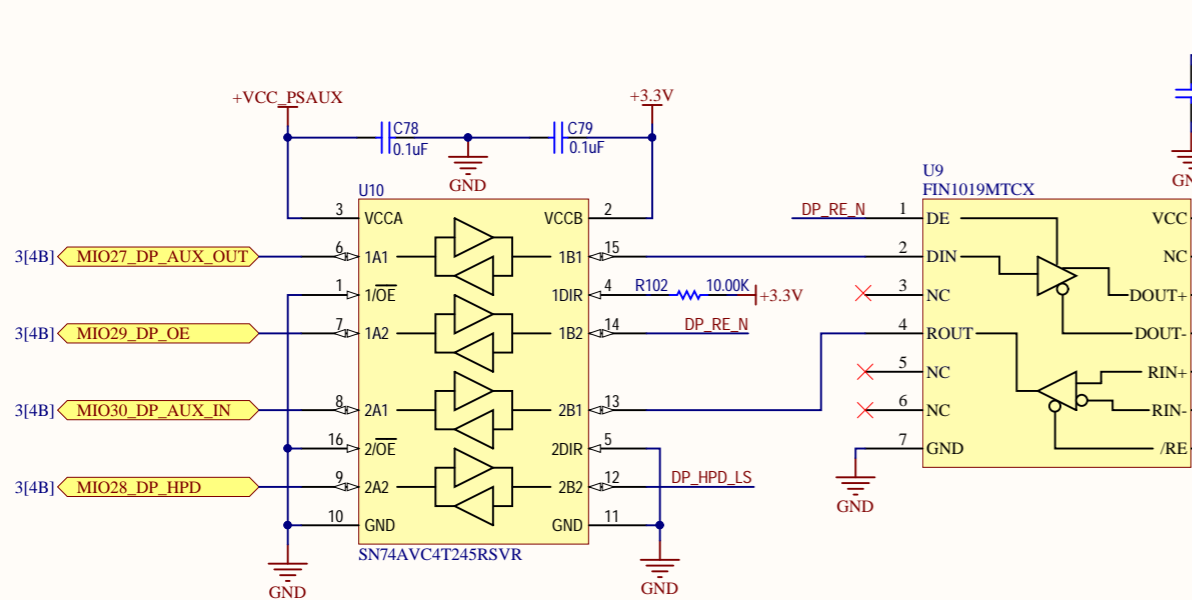 +VCC_PSAUX
+3.3V
C78
0.1uF
C79
0.1uF
GND
U10
3 VCCA
VCCB 2
3[4B] MIO27_DP_AUX_OUT 6 1A1
1B1 15
1 1/OE
1DIR 4 R102 10.00K +3.3V
3[4B] MIO29_DP_OE 7 1A2
1B2 14 DP_RE_N
3[4B] MIO30_DP_AUX_IN 8 2A1
2B1 13
16 2/OE
2DIR 5
3[4B] MIO28_DP_HPD 9 2A2
2B2 12 DP_HPD_LS
10 GND
GND 11
SN74AVC4T245RSVR
GND
GND
U9
FIN1019MTCX
DP_RE_N 1 DE
VCC
2 DIN
NC
3 NC
DOUT+
4 ROUT
DOUT-
5 NC
RIN+
6 NC
RIN-
7 GND
/RE
GND